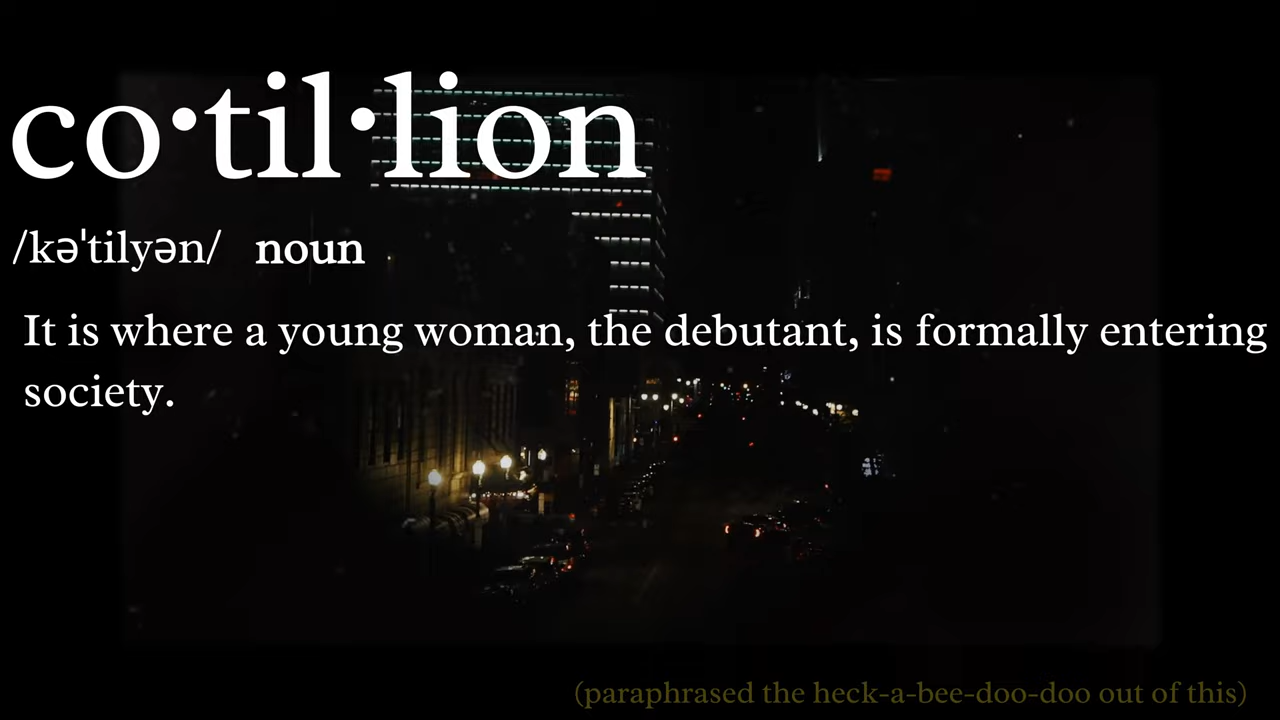 co•til•lion
/kəˈtilyən/ noun
It is where a young woman, the debutant, is formally entering
society.
(paraphrased the heck-a-bee-doo-doo out of this)